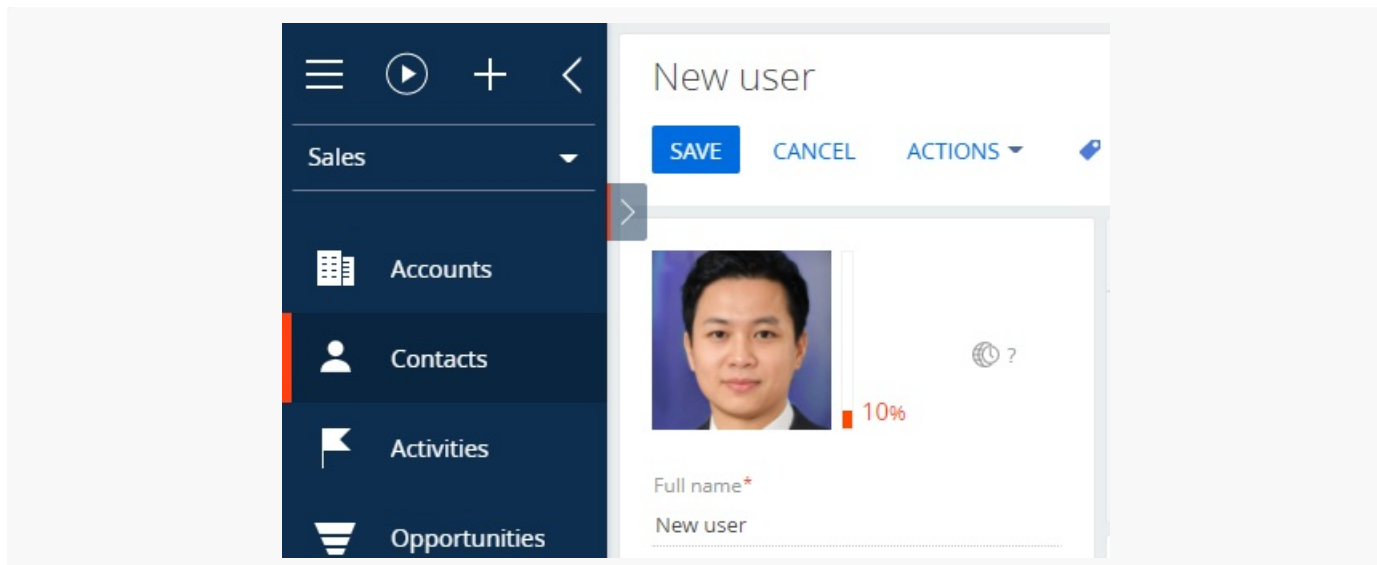 New user
Sales
SAVE CANCEL ACTIONS
Accounts
Contacts
? 
10%
Activities
Full name*
New user
Opportunities